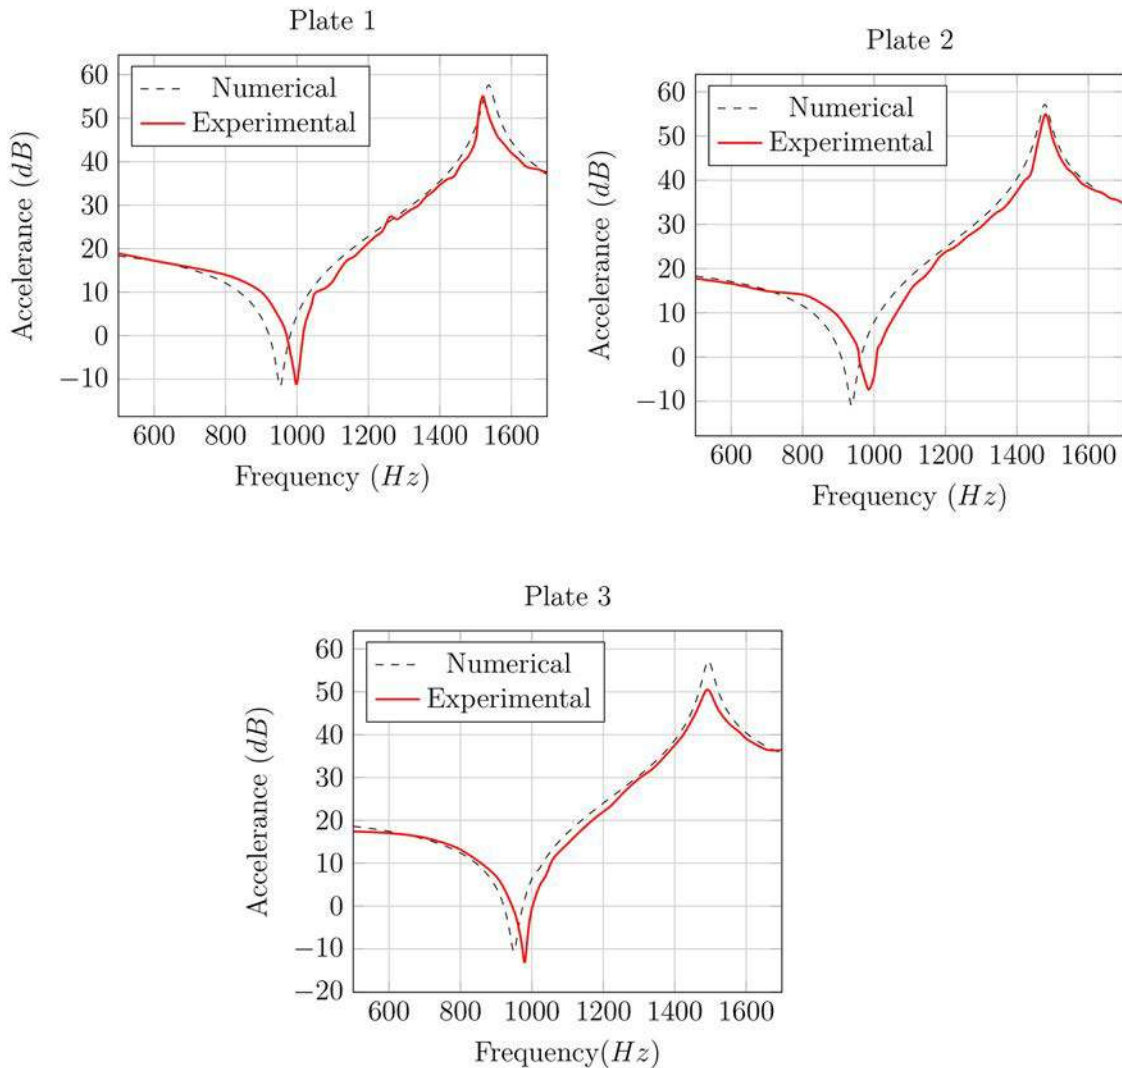 Plate 1
Numerical
Experimental
60
50
40
30
20
10
0
−10
Accelerance (dB)
600 800 1000 1200 1400 1600
Frequency (Hz)
Plate 2
Numerical
Experimental
60
50
40
30
20
10
0
−10
Accelerance (dB)
600 800 1000 1200 1400 1600
Frequency (Hz)
Plate 3
Numerical
Experimental
60
50
40
30
20
10
0
−10
−20
Accelerance (dB)
600 800 1000 1200 1400 1600
Frequency(Hz)